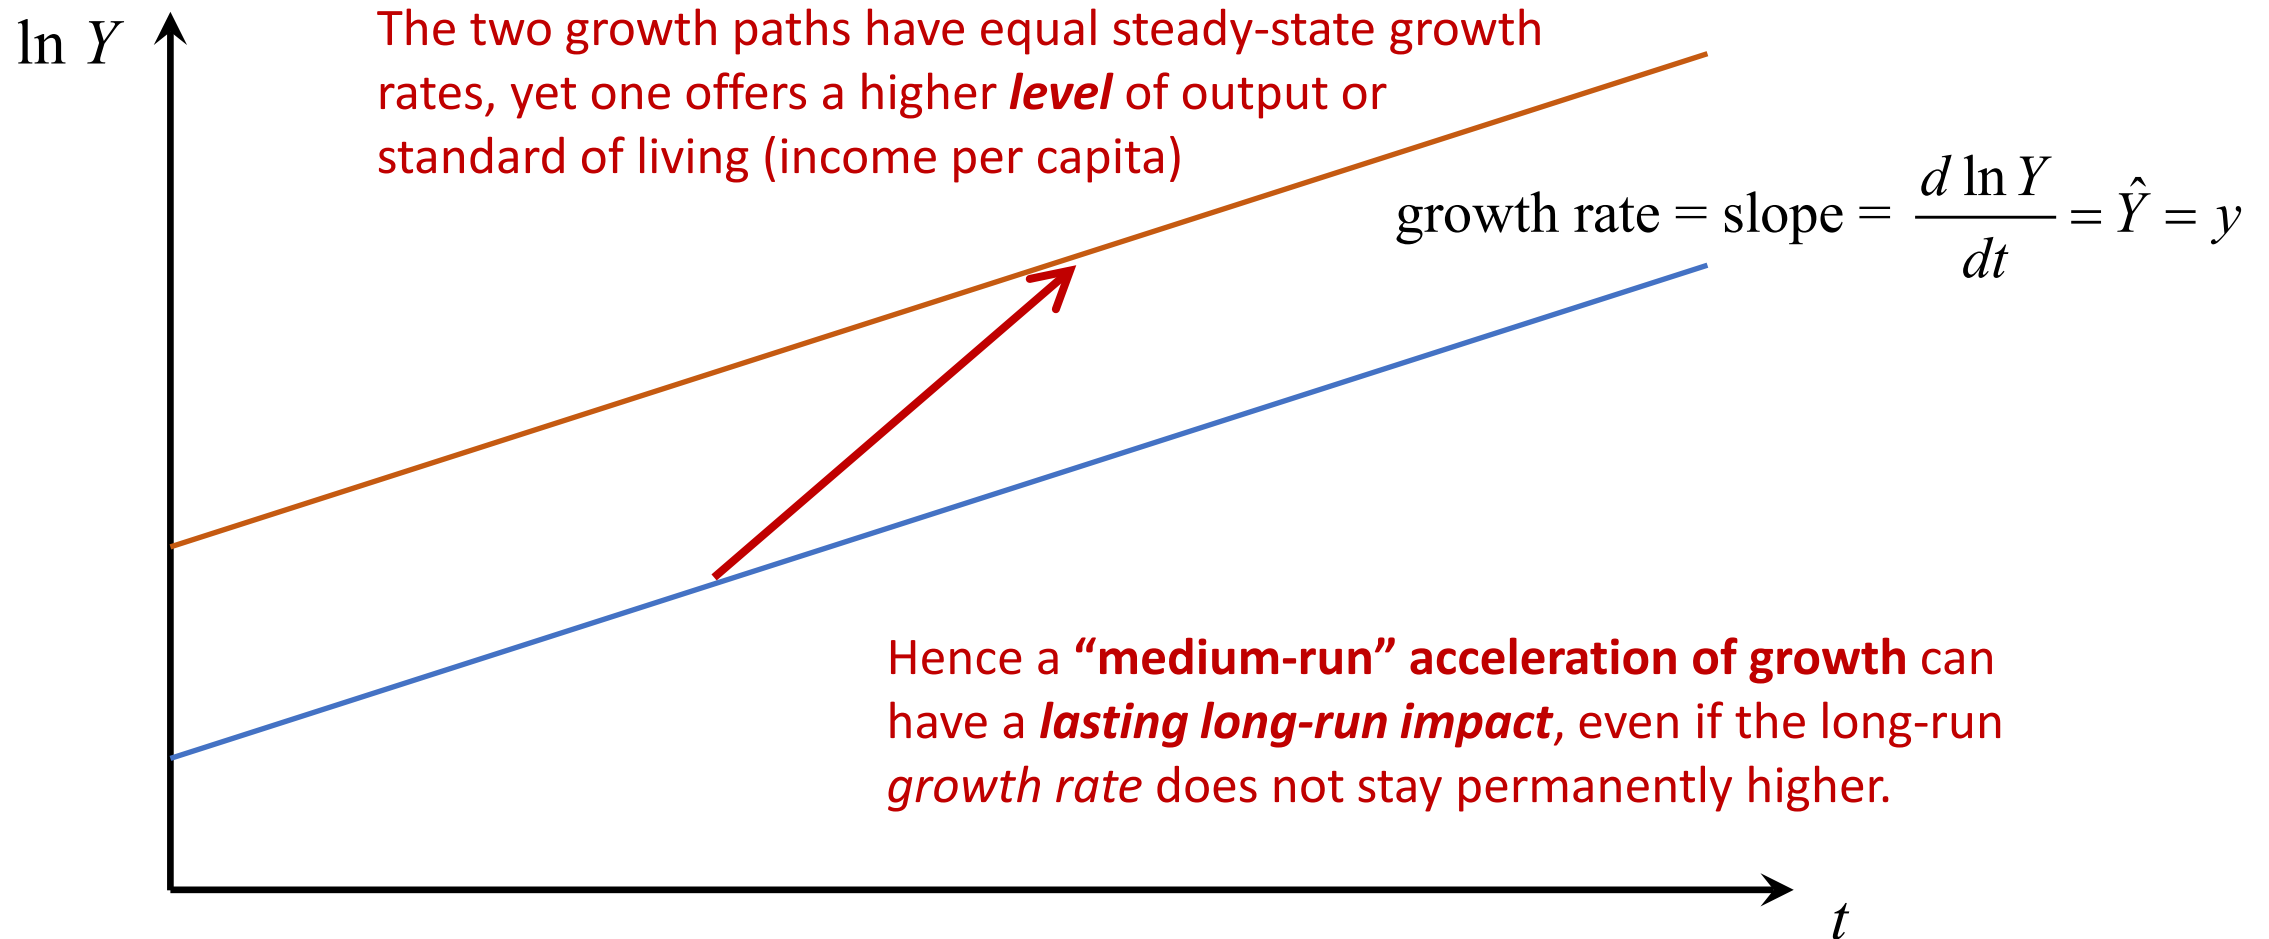 ln Y
The two growth paths have equal steady-state growth
rates, yet one offers a higher level of output or
standard of living (income per capita)
growth rate = slope = \frac{d ln Y}{dt} = Ŷ = y
Hence a “medium-run” acceleration of growth can
have a lasting long-run impact, even if the long-run
growth rate does not stay permanently higher.
t